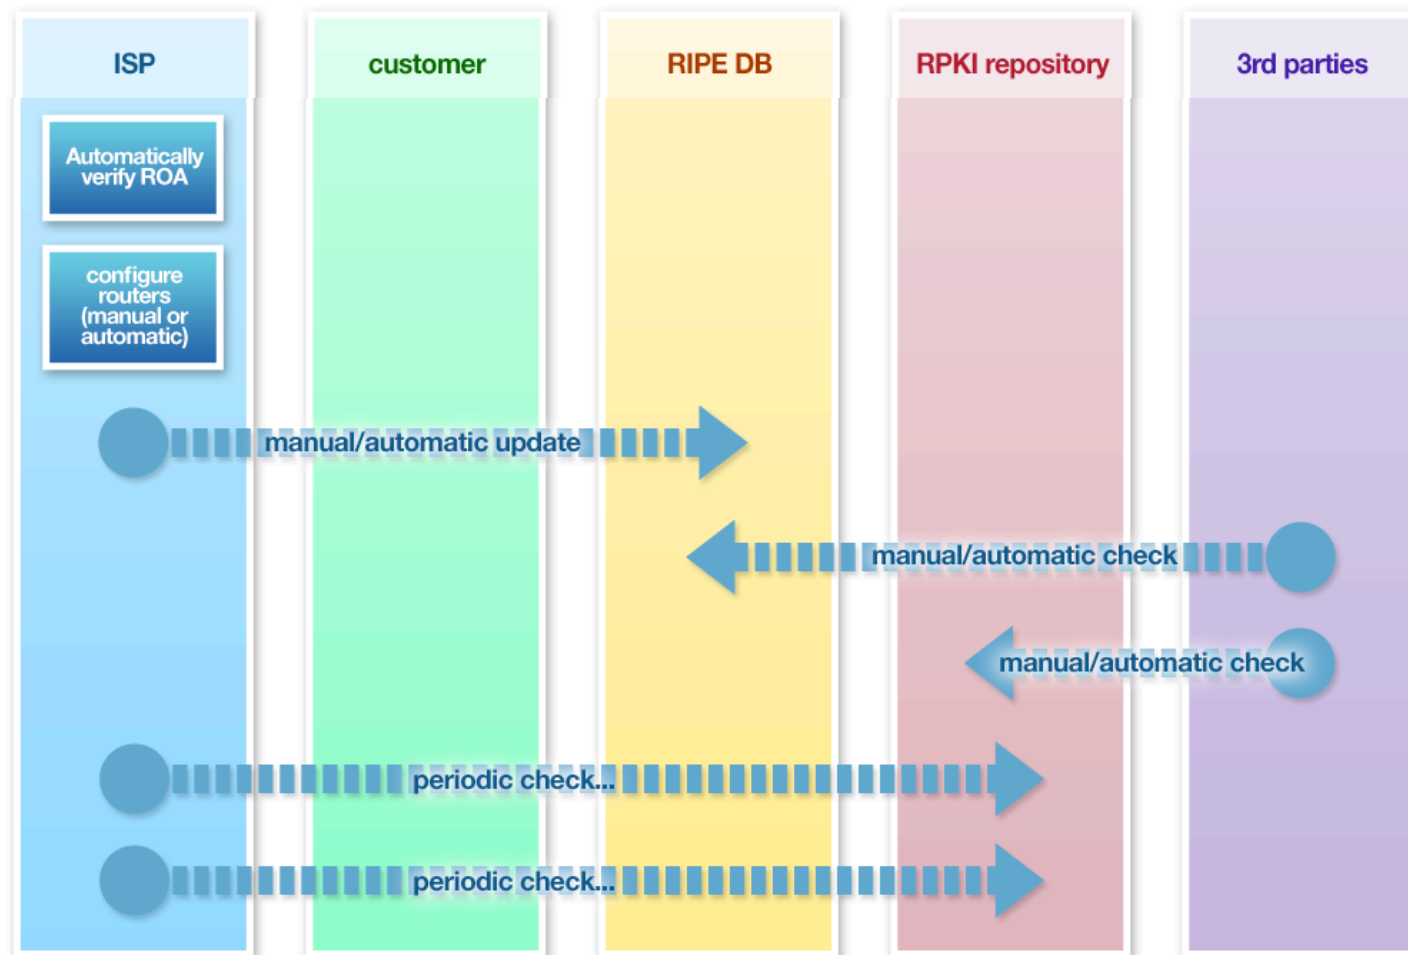 ISP
customer
RIPE DB
RPKI repository
3rd parties
Automatically
verify ROA
configure
routers
(manual or
automatic)
manual/automatic update
manual/automatic check
manual/automatic check
periodic check...
periodic check...